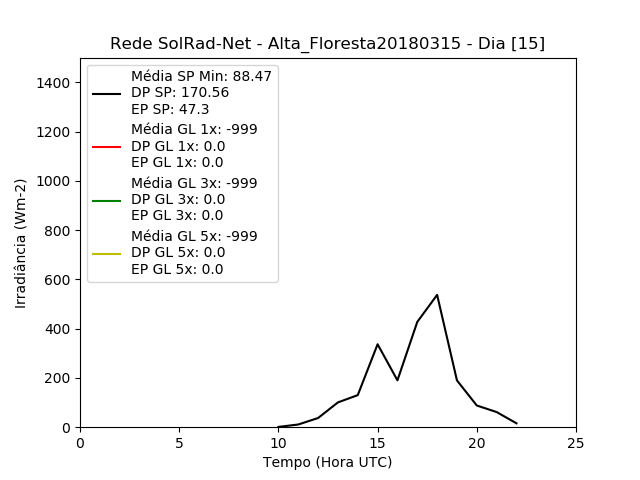 Rede SolRad-Net - Alta_Floresta20180315 - Dia [15]
Média SP Min: 88.47
DP SP: 170.56
EP SP: 47.3
Média GL 1x: -999
DP GL 1x: 0.0
EP GL 1x: 0.0
Média GL 3x: -999
DP GL 3x: 0.0
EP GL 3x: 0.0
Média GL 5x: -999
DP GL 5x: 0.0
EP GL 5x: 0.0
Irradiância (Wm-2)
1400
1200
1000
800
600
400
200
0
0 5 10 15 20 25
Tempo (Hora UTC)